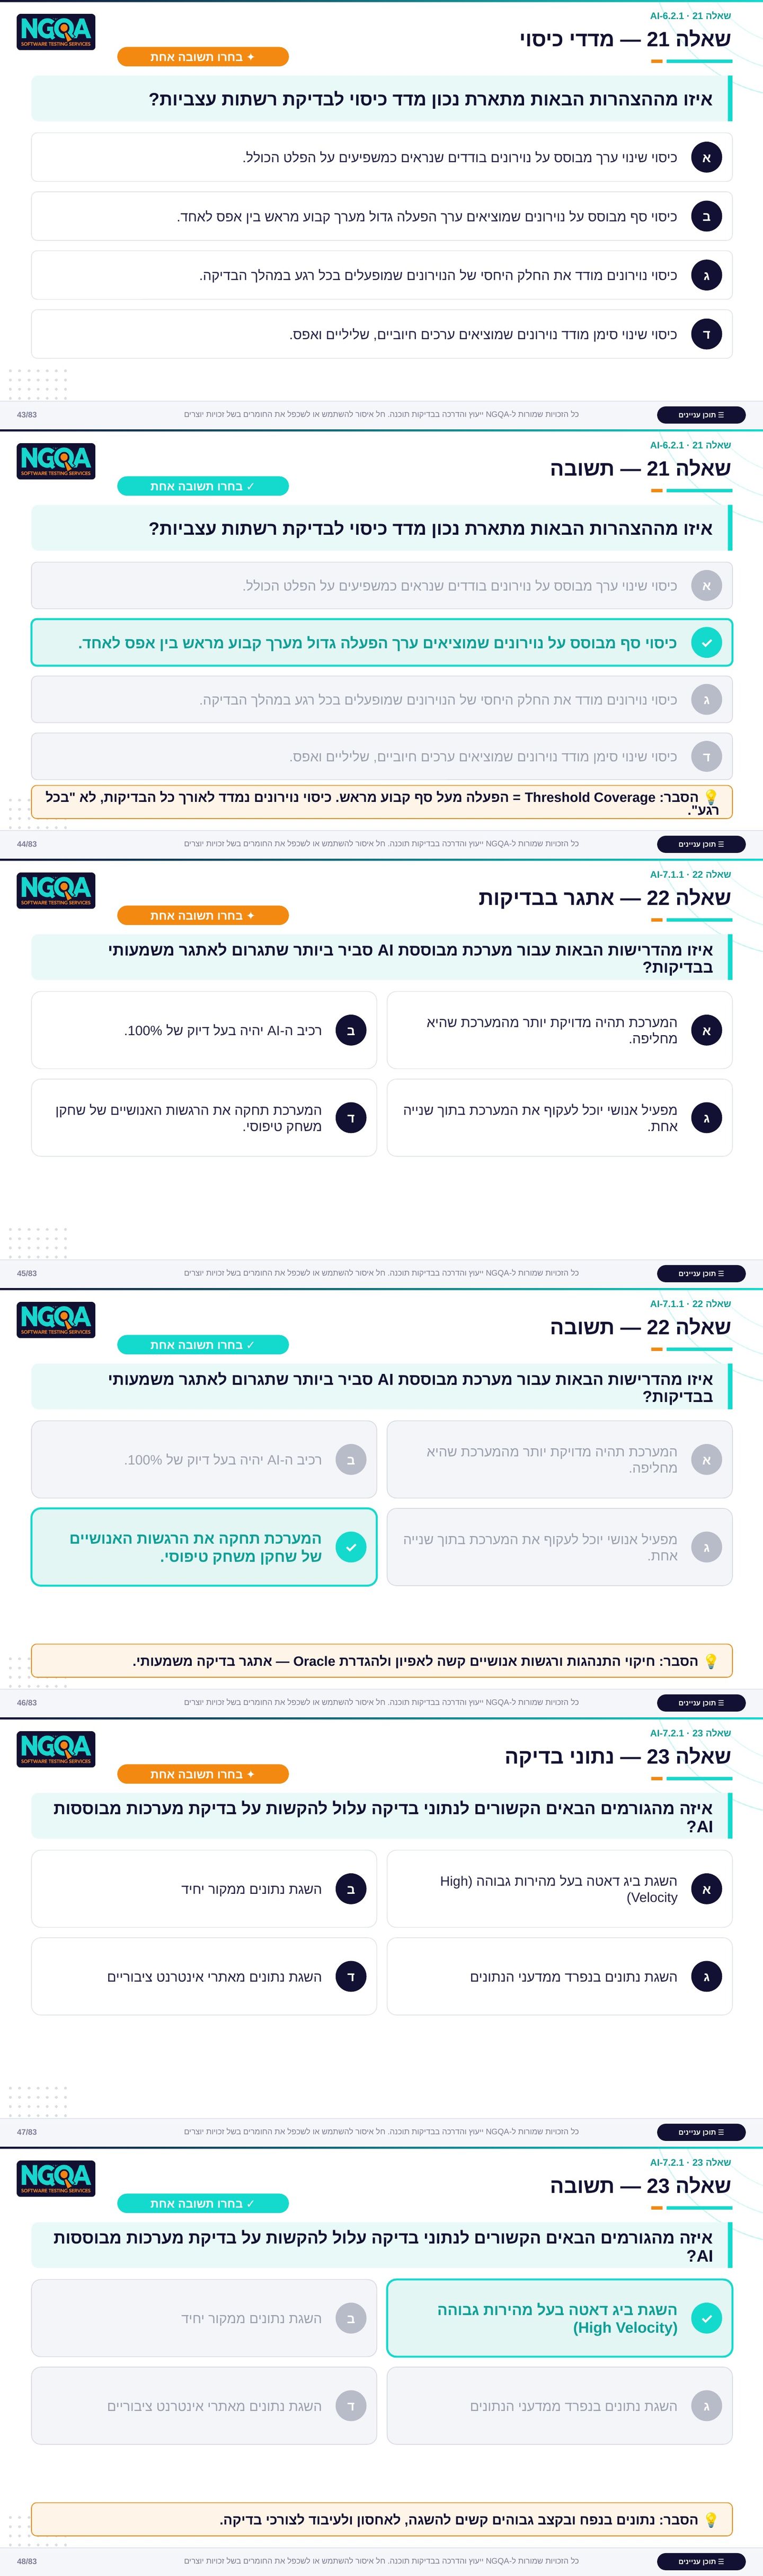 שאלה 21 · AI-6.2.1
שאלה 21 — מדדי כיסוי
NGQA
SOFTWARE TESTING SERVICES
✦ בחרו תשובה אחת
איזו מההצהרות הבאות מתארת נכון מדד כיסוי לבדיקת רשתות עצביות?
א
כיסוי שינוי ערך מבוסס על נוירונים בודדים שנראים כמשפיעים על הפלט הכולל.
ב
כיסוי סף מבוסס על נוירונים שמוציאים ערך הפעלה גדול מערך קבוע מראש בין אפס לאחד.
ג
כיסוי נוירונים מודד את החלק היחסי של הנוירונים שמופעלים בכל רגע במהלך הבדיקה.
ד
כיסוי שינוי סימן מודד נוירונים שמוציאים ערכים חיוביים, שליליים ואפס.
☰ תוכן עניינים
כל הזכויות שמורות ל-NGQA ייעוץ והדרכה בבדיקות תוכנה. חל איסור להשתמש או לשכפל את החומרים בשל זכויות יוצרים
43/83
שאלה 21 · AI-6.2.1
שאלה 21 — תשובה
NGQA
SOFTWARE TESTING SERVICES
✓ בחרו תשובה אחת
איזו מההצהרות הבאות מתארת נכון מדד כיסוי לבדיקת רשתות עצביות?
א
כיסוי שינוי ערך מבוסס על נוירונים בודדים שנראים כמשפיעים על הפלט הכולל.
✓
כיסוי סף מבוסס על נוירונים שמוציאים ערך הפעלה גדול מערך קבוע מראש בין אפס לאחד.
ג
כיסוי נוירונים מודד את החלק היחסי של הנוירונים שמופעלים בכל רגע במהלך הבדיקה.
ד
כיסוי שינוי סימן מודד נוירונים שמוציאים ערכים חיוביים, שליליים ואפס.
💡 הסבר: Threshold Coverage = הפעלה מעל סף קבוע מראש. כיסוי נוירונים נמדד לאורך כל הבדיקות, לא "בכל
רגע".
☰ תוכן עניינים
כל הזכויות שמורות ל-NGQA ייעוץ והדרכה בבדיקות תוכנה. חל איסור להשתמש או לשכפל את החומרים בשל זכויות יוצרים
44/83
שאלה 22 · AI-7.1.1
שאלה 22 — אתגר בבדיקות
NGQA
SOFTWARE TESTING SERVICES
✦ בחרו תשובה אחת
איזו מהדרישות הבאות עבור מערכת מבוססת AI סביר ביותר שתגרום לאתגר משמעותי
בבדיקות?
א
המערכת תהיה מדויקת יותר מהמערכת שהיא
מחליפה.
ב
רכיב ה-AI יהיה בעל דיוק של 100%.
ג
מפעיל אנושי יוכל לעקוף את המערכת בתוך שנייה
אחת.
ד
המערכת תחקה את הרגשות האנושיים של שחקן
משחק טיפוסי.
☰ תוכן עניינים
כל הזכויות שמורות ל-NGQA ייעוץ והדרכה בבדיקות תוכנה. חל איסור להשתמש או לשכפל את החומרים בשל זכויות יוצרים
45/83
שאלה 22 · AI-7.1.1
שאלה 22 — תשובה
NGQA
SOFTWARE TESTING SERVICES
✓ בחרו תשובה אחת
איזו מהדרישות הבאות עבור מערכת מבוססת AI סביר ביותר שתגרום לאתגר משמעותי
בבדיקות?
א
המערכת תהיה מדויקת יותר מהמערכת שהיא
מחליפה.
ב
רכיב ה-AI יהיה בעל דיוק של 100%.
ג
מפעיל אנושי יוכל לעקוף את המערכת בתוך שנייה
אחת.
✓
המערכת תחקה את הרגשות האנושיים
של שחקן משחק טיפוסי.
💡 הסבר: חיקוי התנהגות ורגשות אנושיים קשה לאפיון ולהגדרת Oracle — אתגר בדיקה משמעותי.
☰ תוכן עניינים
כל הזכויות שמורות ל-NGQA ייעוץ והדרכה בבדיקות תוכנה. חל איסור להשתמש או לשכפל את החומרים בשל זכויות יוצרים
46/83
שאלה 23 · AI-7.2.1
שאלה 23 — נתוני בדיקה
NGQA
SOFTWARE TESTING SERVICES
✦ בחרו תשובה אחת
איזה מהגורמים הבאים הקשורים לנתוני בדיקה עלול להקשות על בדיקת מערכות מבוססות
AI?
א
השגת ביג דאטה בעל מהירות גבוהה (High
Velocity)
ב
השגת נתונים ממקור יחיד
ג
השגת נתונים בנפרד ממדעני הנתונים
ד
השגת נתונים מאתרי אינטרנט ציבוריים
☰ תוכן עניינים
כל הזכויות שמורות ל-NGQA ייעוץ והדרכה בבדיקות תוכנה. חל איסור להשתמש או לשכפל את החומרים בשל זכויות יוצרים
47/83
שאלה 23 · AI-7.2.1
שאלה 23 — תשובה
NGQA
SOFTWARE TESTING SERVICES
✓ בחרו תשובה אחת
איזה מהגורמים הבאים הקשורים לנתוני בדיקה עלול להקשות על בדיקת מערכות מבוססות
AI?
✓
השגת ביג דאטה בעל מהירות גבוהה
(High Velocity)
ב
השגת נתונים ממקור יחיד
ג
השגת נתונים בנפרד ממדעני הנתונים
ד
השגת נתונים מאתרי אינטרנט ציבוריים
💡 הסבר: נתונים בנפח ובקצב גבוהים קשים להשגה, לאחסון ולעיבוד לצורכי בדיקה.
☰ תוכן עניינים
כל הזכויות שמורות ל-NGQA ייעוץ והדרכה בבדיקות תוכנה. חל איסור להשתמש או לשכפל את החומרים בשל זכויות יוצרים
48/83